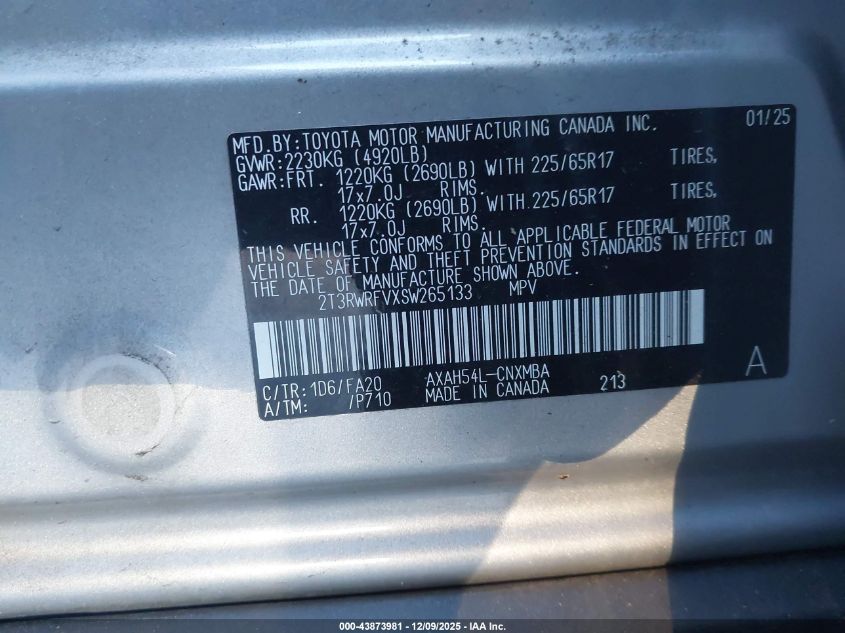 MFD.BY:TOYOTA MOTOR MANUFACTURING CANADA INC. 01/25
GVWR:2230KG (4920LB)
GAWR:FRT. 1220KG (2690LB) WITH 225/65R17 TIRES,
17x7.0J RIMS.
RR. 1220KG (2690LB) WITH 225/65R17 TIRES,
17x7.0J RIMS.
THIS VEHICLE CONFORMS TO ALL APPLICABLE FEDERAL MOTOR
VEHICLE SAFETY AND THEFT PREVENTION STANDARDS IN EFFECT ON
THE DATE OF MANUFACTURE SHOWN ABOVE.
2T3RWRFVXSW265133 MPV
C/TR:1D6/FA20 AXAH54L-CNXMBA 213 A
A/TM: /P710 MADE IN CANADA
000-43873981 - 12/09/2025 - IAA Inc.